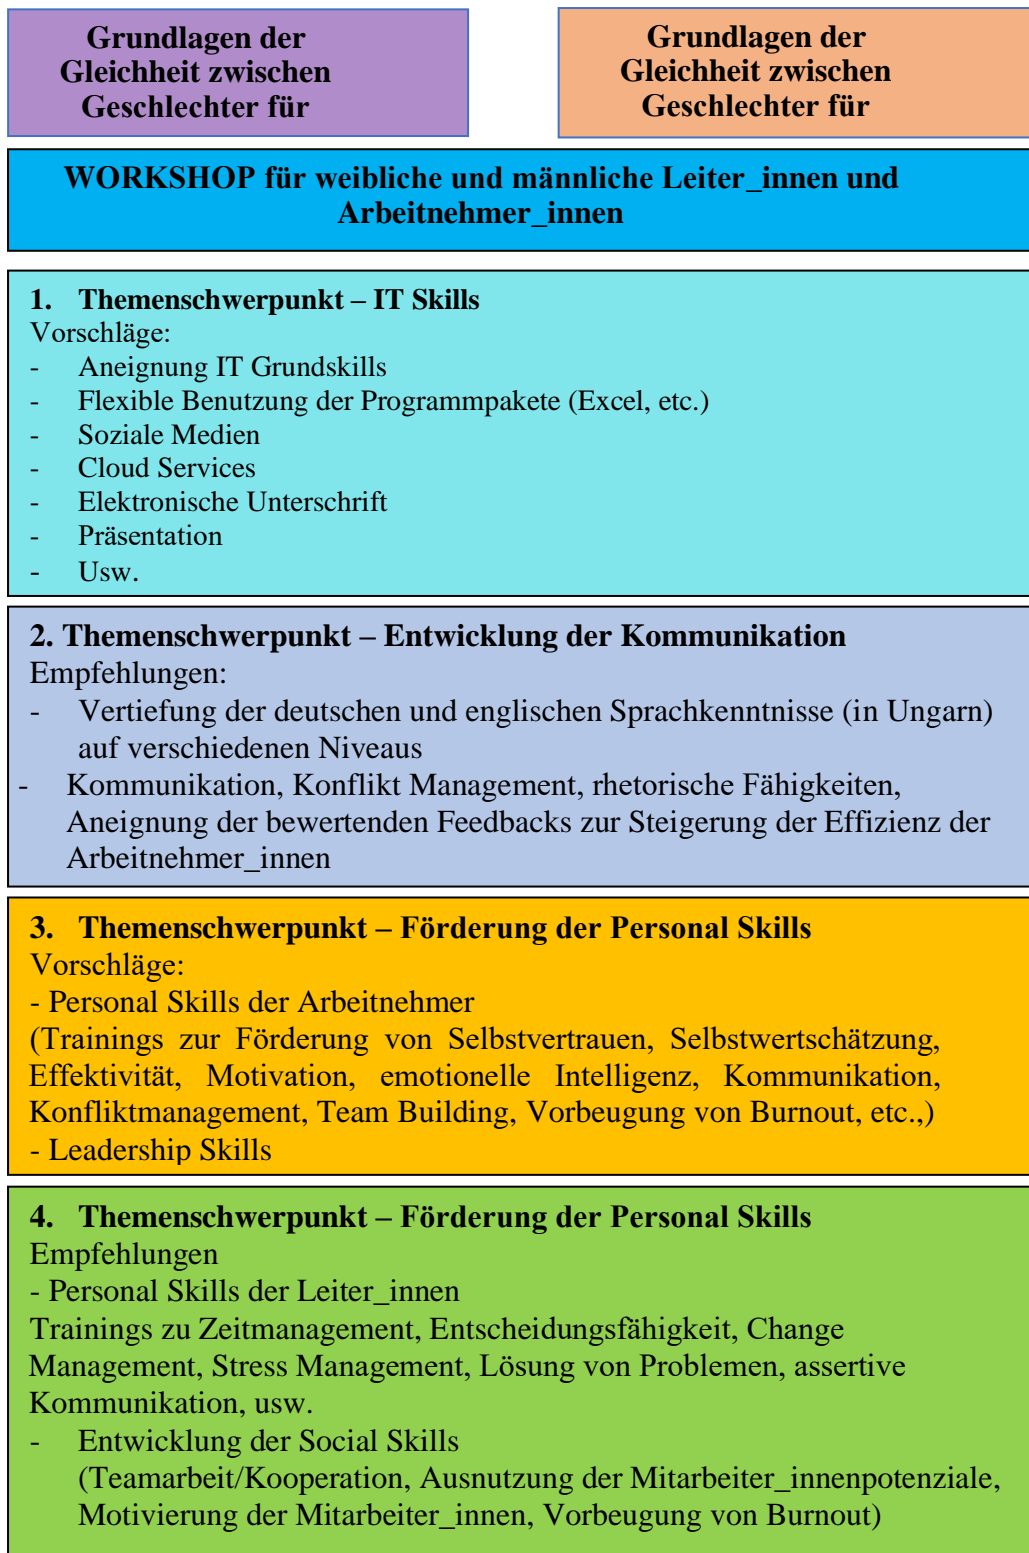 Grundlagen der
Gleichheit zwischen
Geschlechter für
Grundlagen der
Gleichheit zwischen
Geschlechter für
WORKSHOP für weibliche und männliche Leiter_innen und
Arbeitnehmer_innen
1. Themenschwerpunkt – IT Skills
Vorschläge:
- Aneignung IT Grundskills
- Flexible Benutzung der Programmpakete (Excel, etc.)
- Soziale Medien
- Cloud Services
- Elektronische Unterschrift
- Präsentation
- Usw.
2. Themenschwerpunkt – Entwicklung der Kommunikation
Empfehlungen:
- Vertiefung der deutschen und englischen Sprachkenntnisse (in Ungarn)
auf verschiedenen Niveaus
- Kommunikation, Konflikt Management, rhetorische Fähigkeiten,
Aneignung der bewertenden Feedbacks zur Steigerung der Effizienz der
Arbeitnehmer_innen
3. Themenschwerpunkt – Förderung der Personal Skills
Vorschläge:
- Personal Skills der Arbeitnehmer
(Trainings zur Förderung von Selbstvertrauen, Selbstwertschätzung,
Effektivität, Motivation, emotionelle Intelligenz, Kommunikation,
Konfliktmanagement, Team Building, Vorbeugung von Burnout, etc.,)
- Leadership Skills
4. Themenschwerpunkt – Förderung der Personal Skills
Empfehlungen
- Personal Skills der Leiter_innen
Trainings zu Zeitmanagement, Entscheidungsfähigkeit, Change
Management, Stress Management, Lösung von Problemen, assertive
Kommunikation, usw.
- Entwicklung der Social Skills
(Teamarbeit/Kooperation, Ausnutzung der Mitarbeiter_innenpotenziale,
Motivierung der Mitarbeiter_innen, Vorbeugung von Burnout)